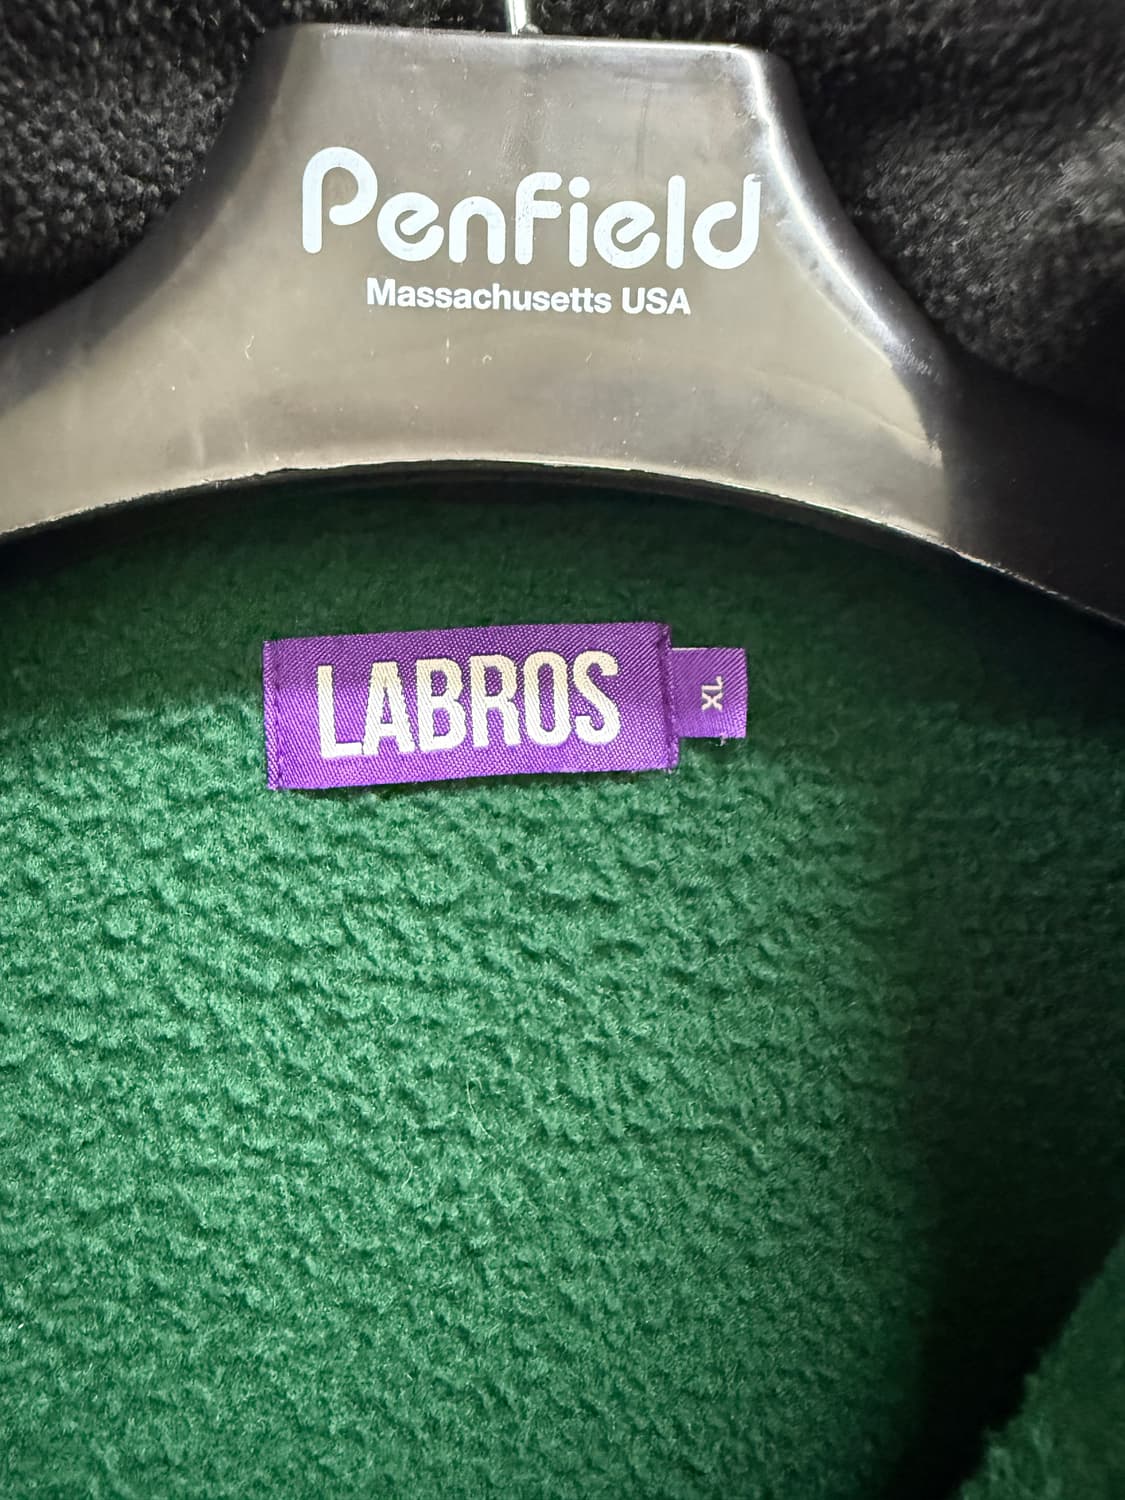 Penfield
Massachusetts USA
LABROS
XL